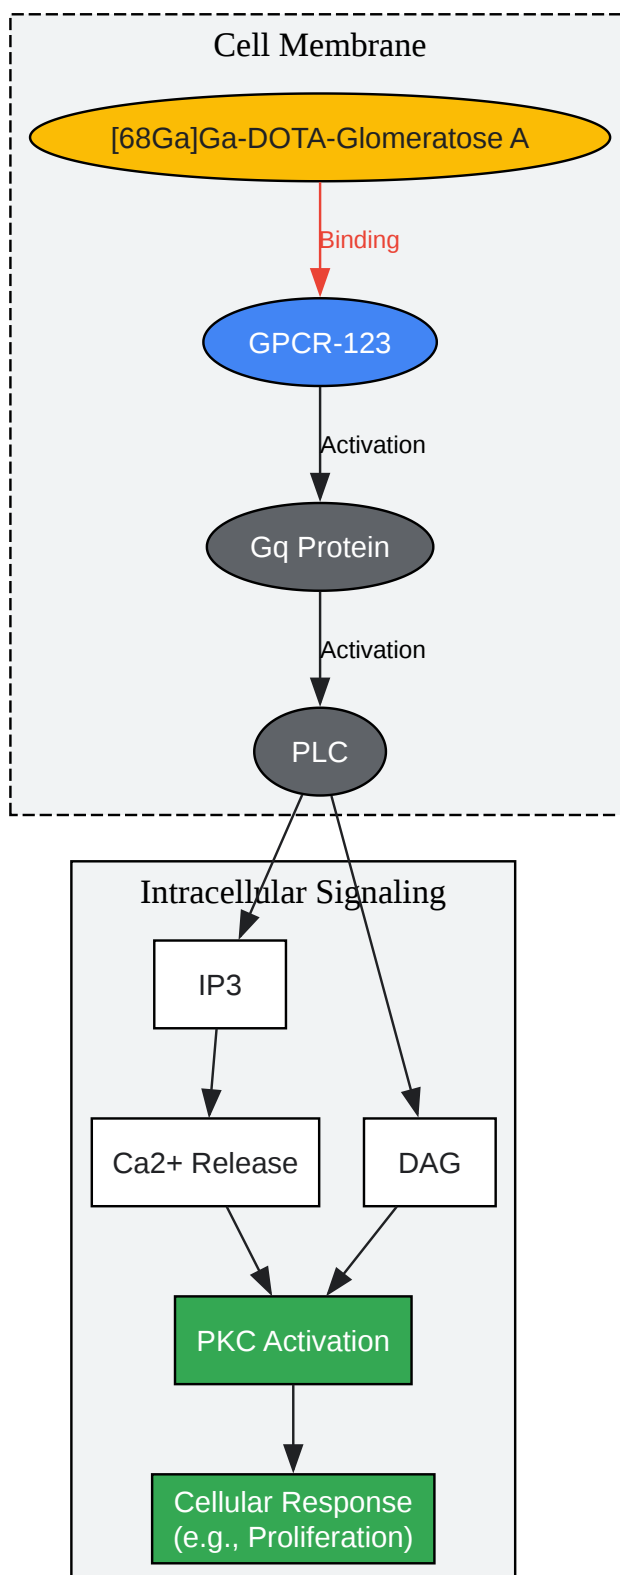 Cell Membrane
[68Ga]Ga-DOTA-Glomeratose A
Binding
GPCR-123
Activation
Gq Protein
Activation
PLC
Intracellular Signaling
IP3
Ca2+ Release
DAG
PKC Activation
Cellular Response
(e.g., Proliferation)